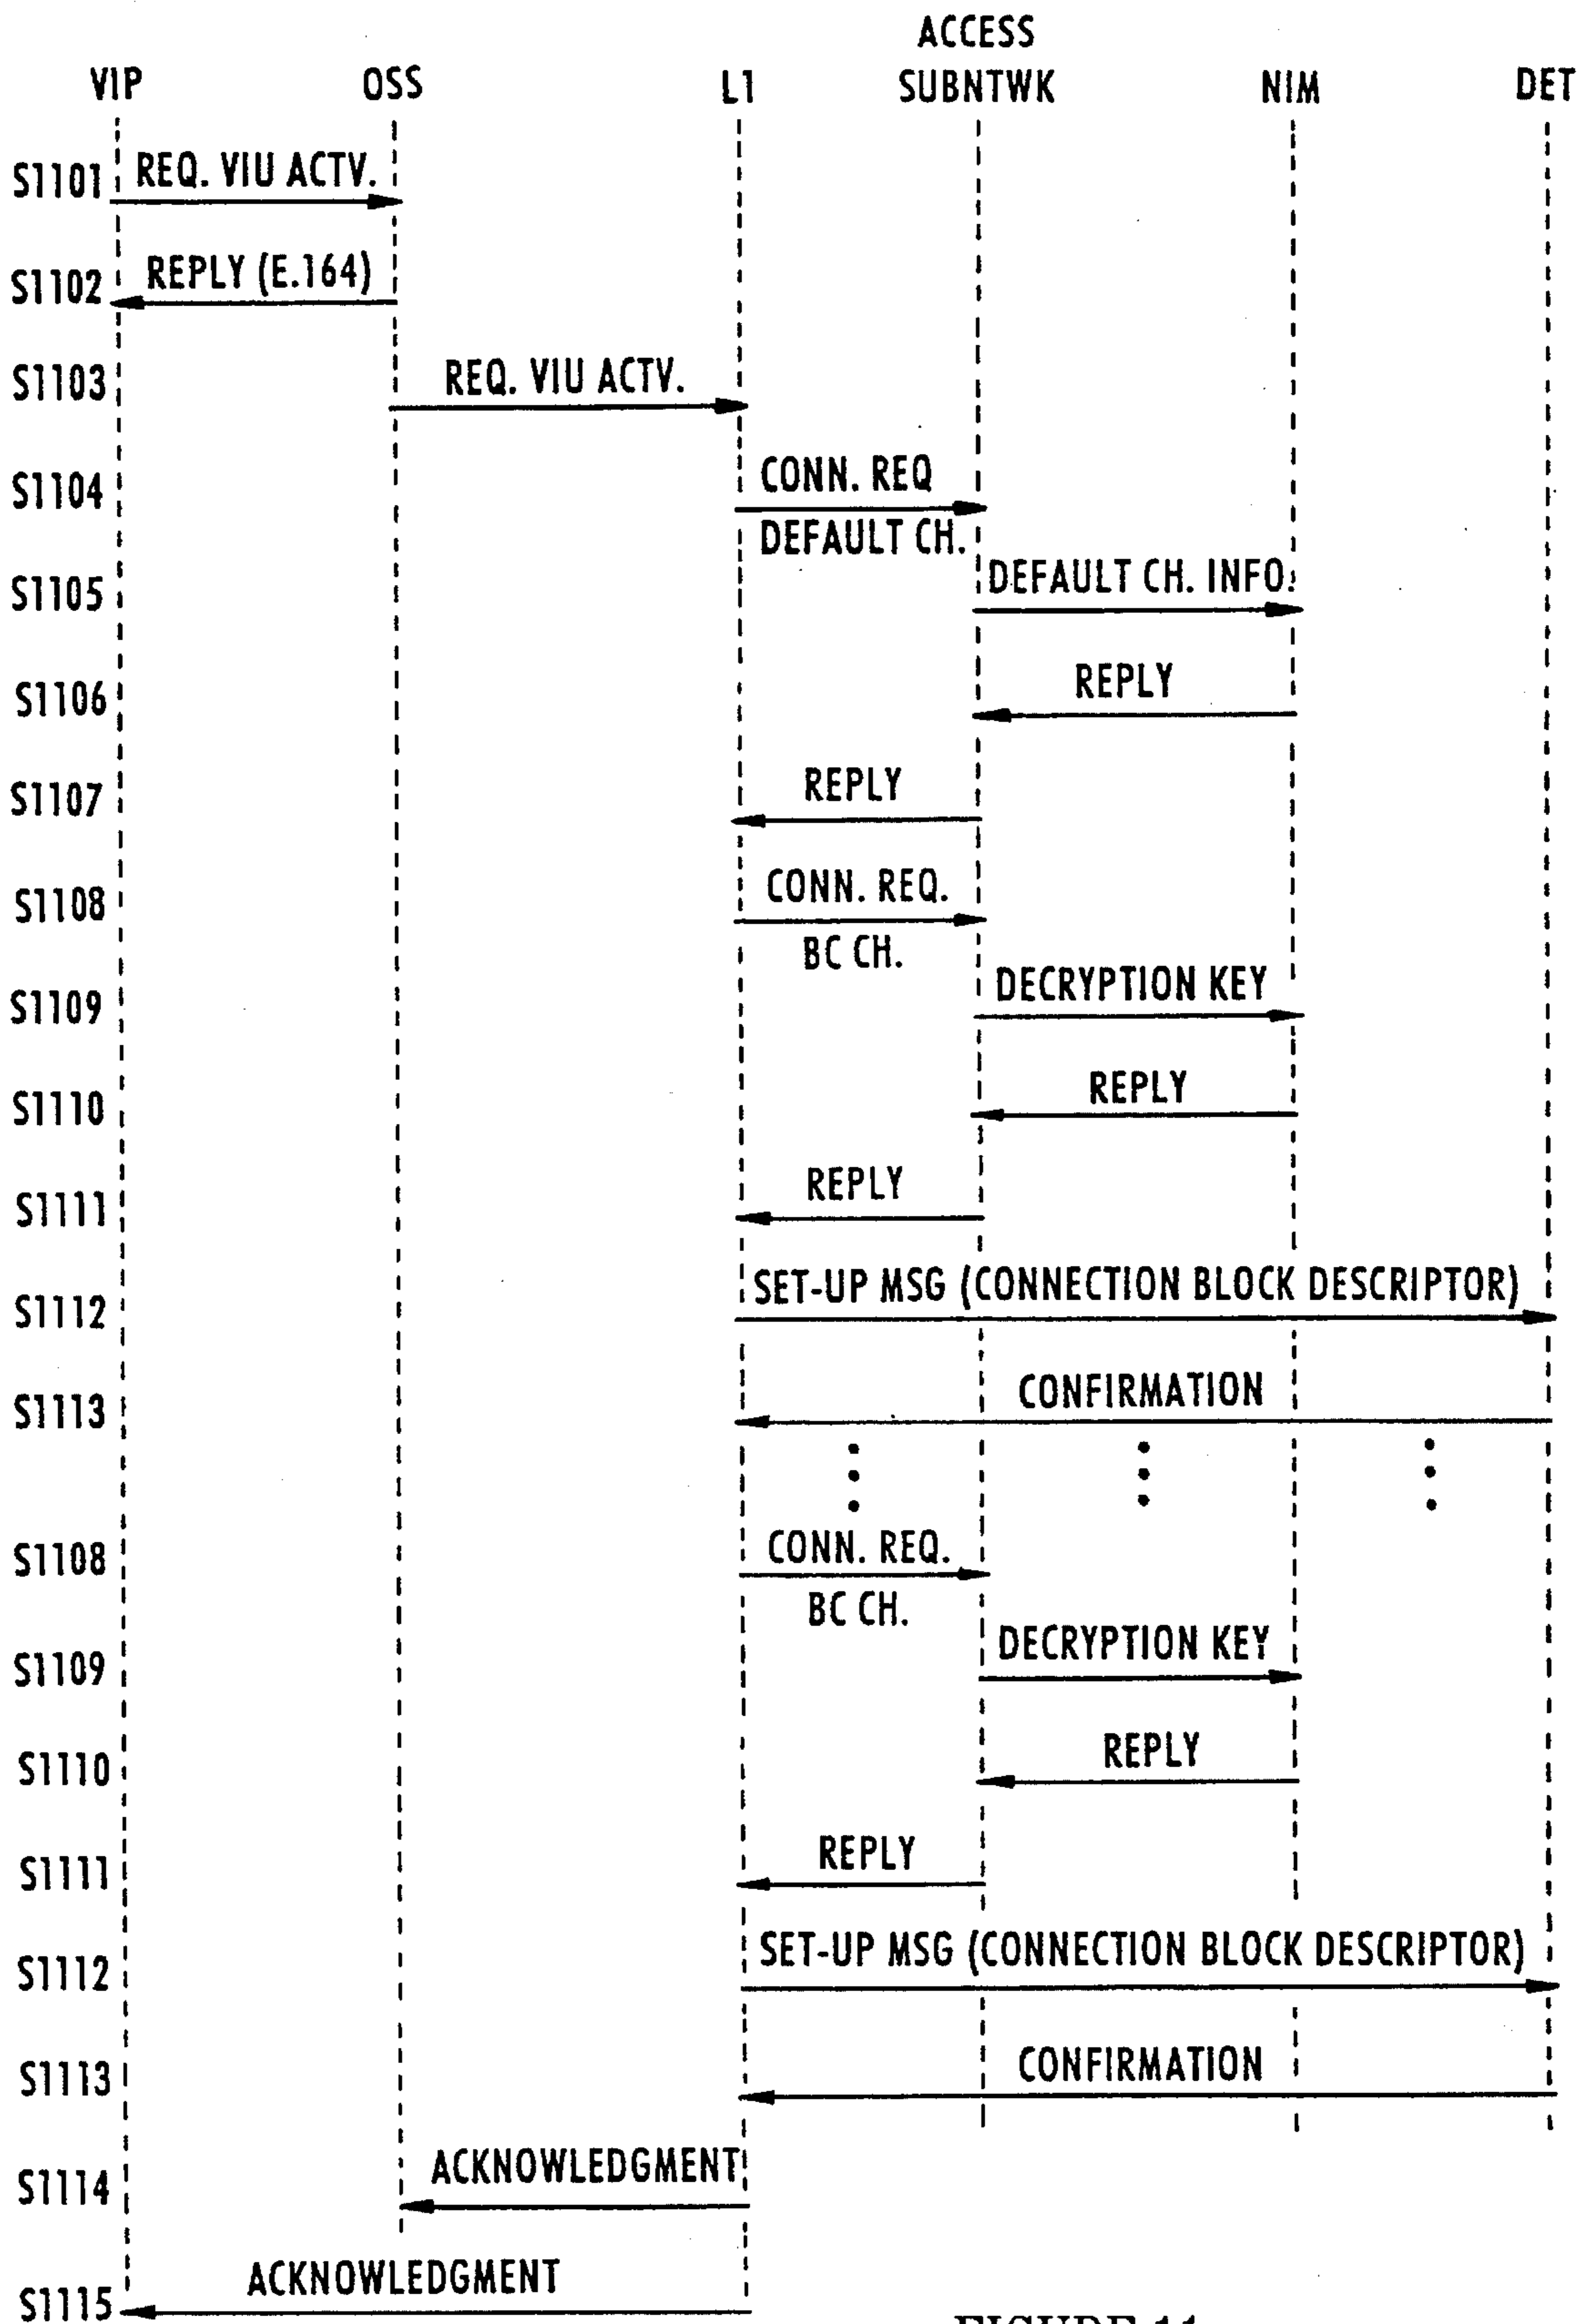 ACCESS
VIP OSS L1 SUBNTWK NIM DET
S1101 REQ. VIU ACTV.
S1102 REPLY (E.164)
S1103 REQ. VIU ACTV.
S1104 CONN. REQ
DEFAULT CH.
S1105 DEFAULT CH. INFO.
S1106 REPLY
S1107 REPLY
S1108 CONN. REQ.
BC CH.
S1109 DECRYPTION KEY
S1110 REPLY
S1111 REPLY
S1112 SET-UP MSG (CONNECTION BLOCK DESCRIPTOR)
S1113 CONFIRMATION
S1108 CONN. REQ.
BC CH.
S1109 DECRYPTION KEY
S1110 REPLY
S1111 REPLY
S1112 SET-UP MSG (CONNECTION BLOCK DESCRIPTOR)
S1113 CONFIRMATION
S1114 ACKNOWLEDGMENT
S1115 ACKNOWLEDGMENT
FIGURE 11